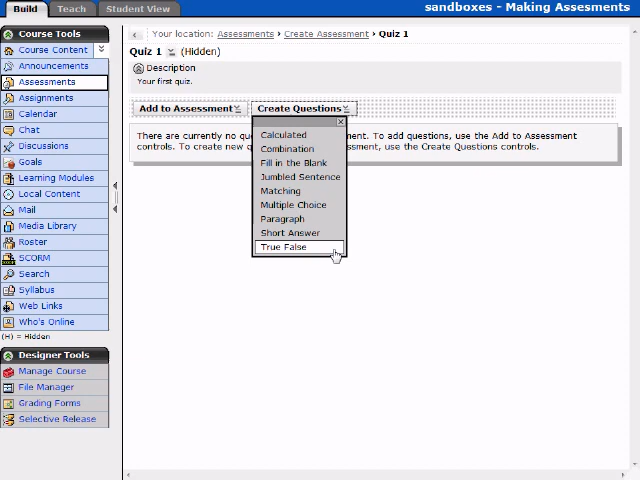 Build Teach Student View sandboxes - Making Assesments
Course Tools
Course Content
Announcements
Assessments
Assignments
Calendar
Chat
Discussions
Goals
Learning Modules
Local Content
Mail
Media Library
Roster
SCORM
Search
Syllabus
Web Links
Who's Online
(H) = Hidden
Designer Tools
Manage Course
File Manager
Grading Forms
Selective Release
Your location: Assessments › Create Assessment › Quiz 1
Quiz 1 (Hidden)
Description
Your first quiz.
Add to Assessment Create Questions
There are currently no qu ment. To add questions, use the Add to Assessment
controls. To create new q sessment, use the Create Questions controls.
Calculated
Combination
Fill in the Blank
Jumbled Sentence
Matching
Multiple Choice
Paragraph
Short Answer
True False